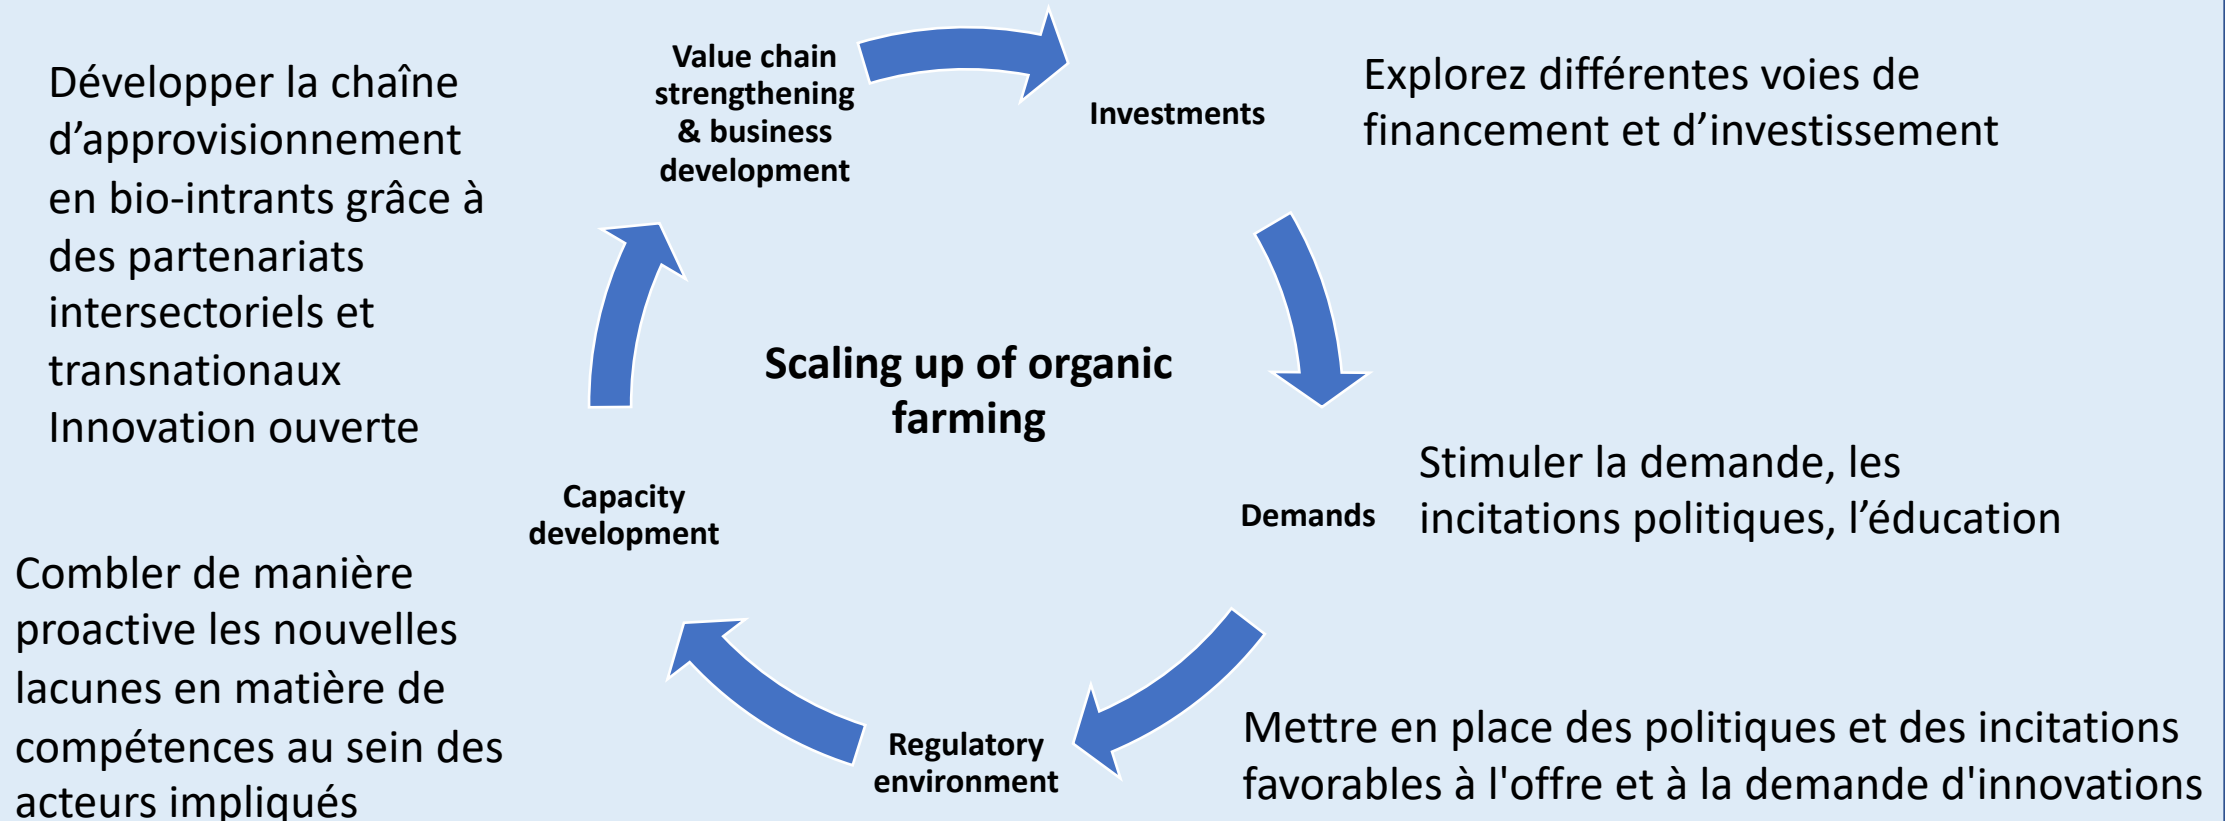 Développer la chaîne
d’approvisionnement
en bio-intrants grâce à
des partenariats
intersectoriels et
transnationaux
Innovation ouverte
Value chain
strengthening
& business
development
Investments
Explorez différentes voies de
financement et d’investissement
Scaling up of organic
farming
Capacity
development
Demands
Stimuler la demande, les
incitations politiques, l’éducation
Combler de manière
proactive les nouvelles
lacunes en matière de
compétences au sein des
acteurs impliqués
Regulatory
environment
Mettre en place des politiques et des incitations
favorables à l'offre et à la demande d'innovations